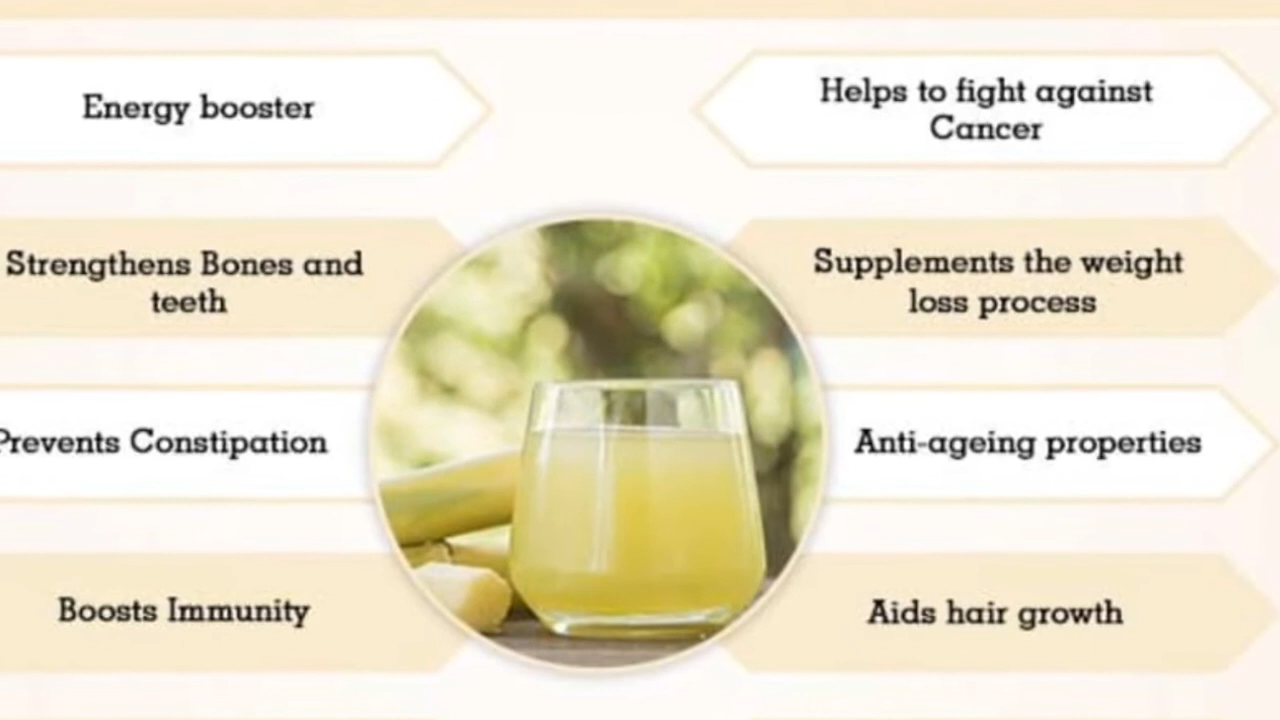 Energy booster
Helps to fight against
Cancer
Strengthens Bones and
teeth
Supplements the weight
loss process
Prevents Constipation
Anti-ageing properties
Boosts Immunity
Aids hair growth